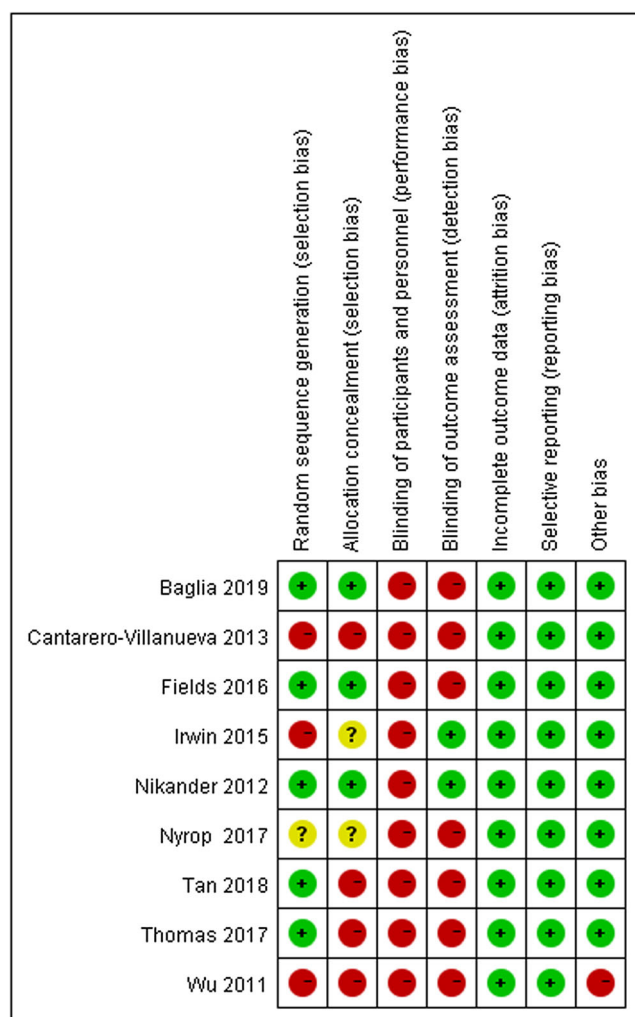 Random sequence generation (selection bias)
Allocation concealment (selection bias)
Blinding of participants and personnel (performance bias)
Blinding of outcome assessment (detection bias)
Incomplete outcome data (attrition bias)
Selective reporting (reporting bias)
Other bias
Baglia 2019 + + - - + + +
Cantarero-Villanueva 2013 - - - - + + +
Fields 2016 + + - - + + +
Irwin 2015 - ? - + + + +
Nikander 2012 + + - + + + +
Nyrop 2017 ? ? - - + + +
Tan 2018 + - - - + + +
Thomas 2017 + - - - + + +
Wu 2011 - - - - + + -